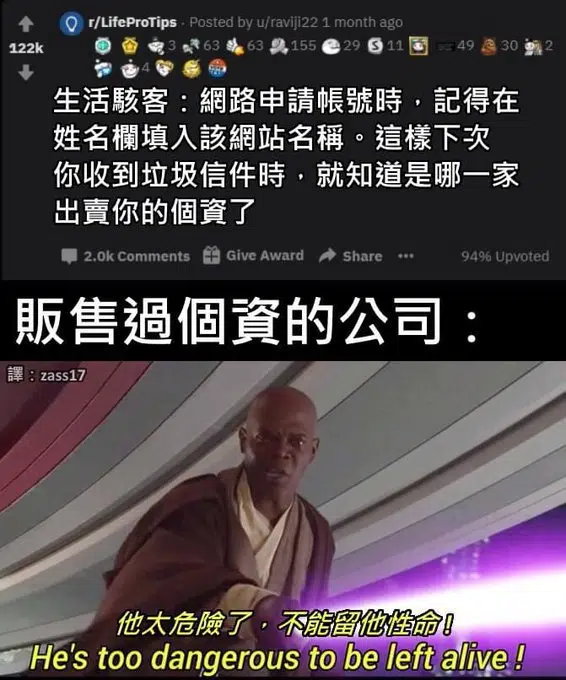 r/LifeProTips · Posted by u/raviji22 1 month ago
122k
3 63 63 155 29 11 49 30 2
4
生活駭客：網路申請帳號時，記得在
姓名欄填入該網站名稱。這樣下次
你收到垃圾信件時，就知道是哪一家
出賣你的個資了
2.0k Comments Give Award Share ••• 94% Upvoted
販售過個資的公司：
譯：zass17
他太危險了，不能留他性命！
He's too dangerous to be left alive !